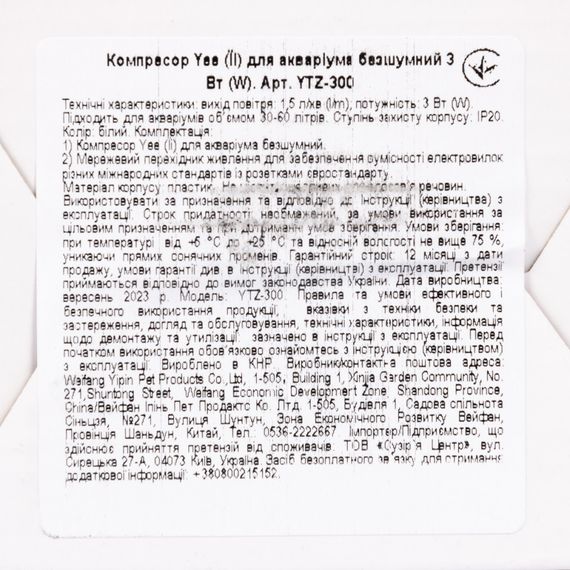 Компресор Yee (Її) для акваріума безшумний 3
Вт (W). Арт. YTZ-300
Технічні характеристики: вихід повітря: 1,5 л/хв (l/m); потужність: 3 Вт (W).
Підходить для акваріумів об'ємом 30-60 літрів. Ступінь захисту корпусу: IP20.
Колір: білий. Комплектація:
1) Компресор Yee (Її) для акваріума безшумний.
2) Мережевий перехідник живлення для забезпечення сумісності електровилок
різних міжнародних стандартів із розетками євростандарту.
Матеріал корпусу: пластик. Не речовин.
Використовувати за призначення та відповідно до Інструкції (керівництва) з
експлуатації. Строк придатності: необмежений, за умови використання за
цільовим призначенням та дотриманні умов зберігання. Умови зберігання:
при температурі від +5 °C до +25 °C та відносній вологості не вище 75 %,
уникаючи прямих сонячних променів. Гарантійний строк: 12 місяці з дати
продажу, умови гарантії див. в інструкції (керівництві) з експлуатації. Претензії
приймаються відповідно до вимог законодавства України. Дата виробництва:
вересень 2023 р. Модель: YTZ-300. Правила та умови ефективного і
безпечного використання продукції, вказівки з техніки безпеки та
застереження, догляд та обслуговування, технічні характеристики, інформація
щодо демонтажу та утилізації, зазначено в інструкції з експлуатації. Перед
початком використання обов'язково ознайомтесь з інструкцією (керівництвом)
з експлуатації. Вироблено в КНР. Виробник/контактна поштова адреса:
Weifang Yipin Pet Products Co.,Ltd, 1-505, Building 1, Xinjia Garden Community, No.
271,Shuntong Street, Weifang Economic Development Zone, Shandong Province,
China/Вейфан Іпінь Пет Продактс Ко. Лтд, 1-505, Будівля 1, Садова спільнота
Сіньцзя, №271, Вулиця Шунтун, Зона Економічного Розвитку Вейфан,
Провінція Шаньдун, Китай, Тел.: 0536-2222667. Імпортер/Підприємство, що
здійснює прийняття претензій від споживачів: ТОВ «Сузір'я Центр», вул.
Сирецька 27-А, 04073 Київ, Україна. Засіб безоплатного зв'язку для отримання
додаткової інформації: +380800215152.